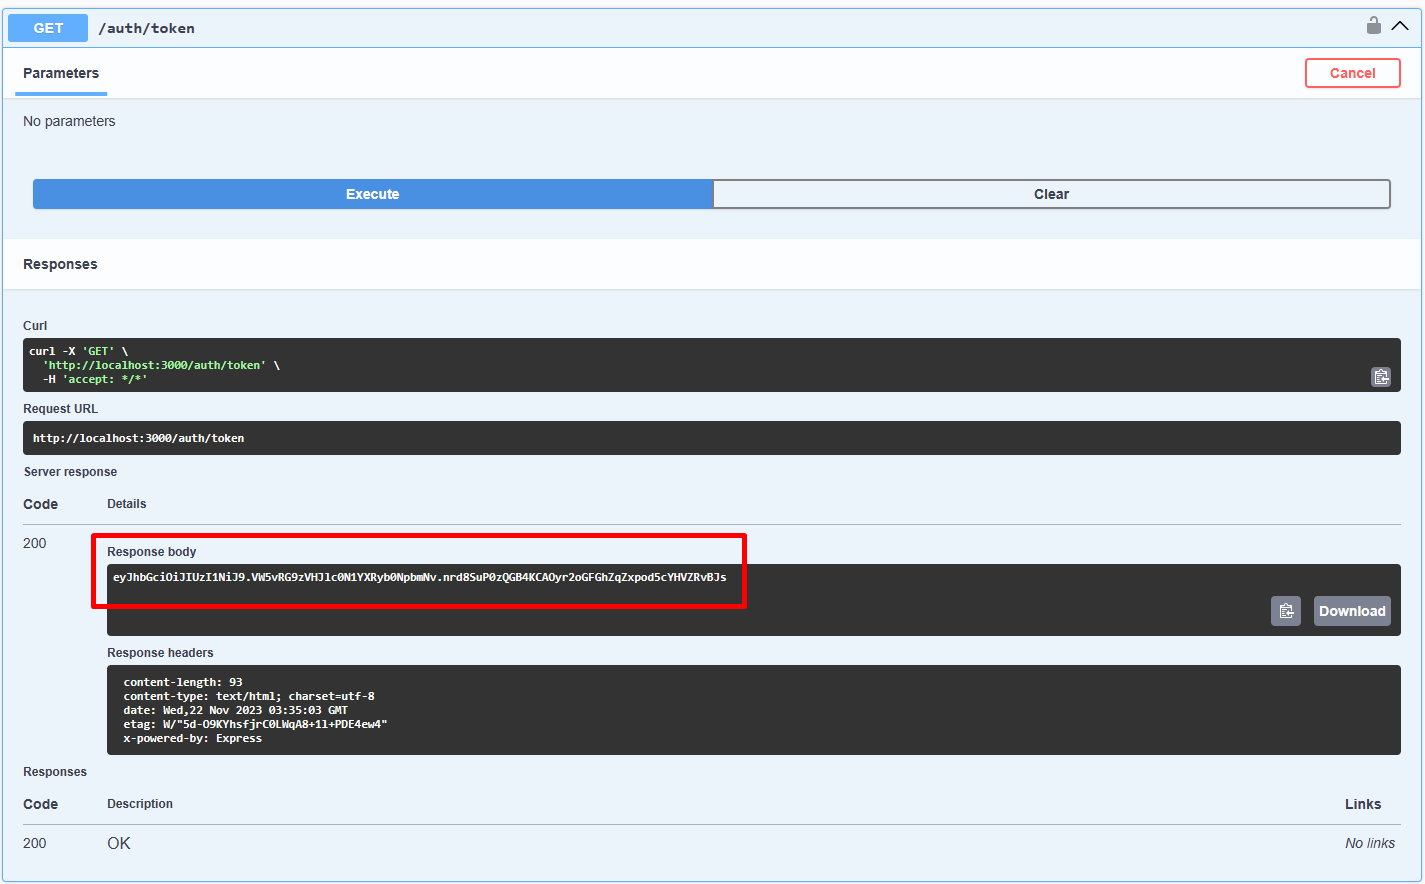 GET /auth/token
Parameters
Cancel
No parameters
Execute
Clear
Responses
Curl
curl -X 'GET' \
'http://localhost:3000/auth/token' \
-H 'accept: */*'
Request URL
http://localhost:3000/auth/token
Server response
Code Details
200
Response body
eyJhbGciOiJIUzI1NiJ9.VW5vRG9zVHJlc0N1YXRyb0NpbmNv.nrd8SuP0zQGB4KCAOyr2oGFGhZqZxpod5cYHVZRvBJs
Download
Response headers
content-length: 93
content-type: text/html; charset=utf-8
date: Wed,22 Nov 2023 03:35:03 GMT
etag: W/"5d-O9KYhsfjrC0LWqA8+1l+PDE4ew4"
x-powered-by: Express
Responses
Code Description Links
200 OK No links